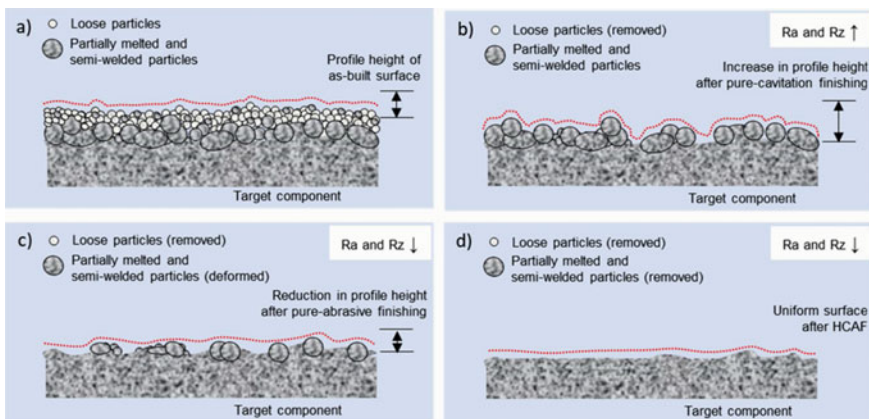 a)
Loose particles
Partially melted and
semi-welded particles
Profile height of
as-built surface
Target component
b)
Loose particles (removed)
Partially melted and
semi-welded particles
Ra and Rz ↑
Increase in profile height
after pure-cavitation finishing
Target component
c)
Loose particles (removed)
Partially melted and
semi-welded particles (deformed)
Ra and Rz ↓
Reduction in profile height
after pure-abrasive finishing
Target component
d)
Loose particles (removed)
Partially melted and
semi-welded particles (removed)
Ra and Rz ↓
Uniform surface
after HCAF
Target component